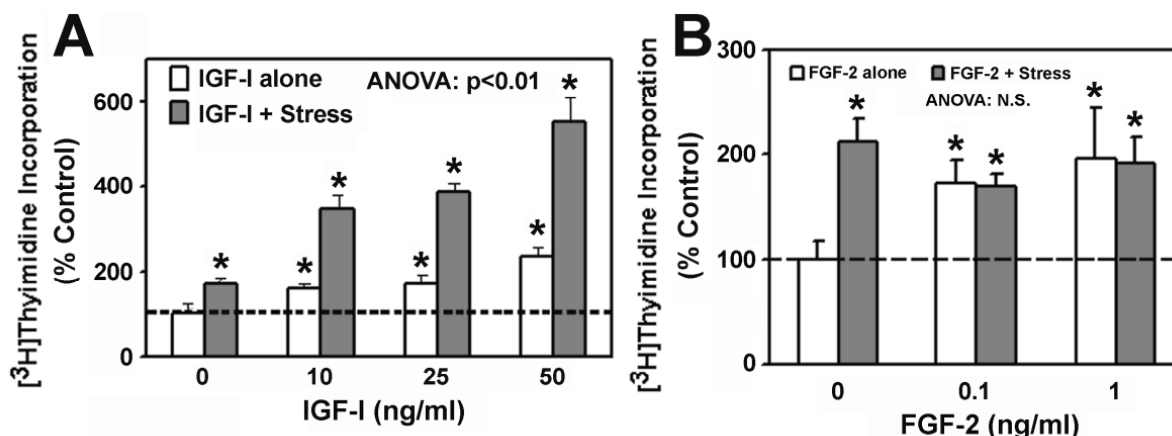 A
[³H]Thyimidine Incorporation
(% Control)
IGF-I alone
IGF-I + Stress
ANOVA: p<0.01
600
400
200
0
* * * * * * *
0 10 25 50
IGF-I (ng/ml)
B
[³H]Thyimidine Incorporation
(% Control)
FGF-2 alone FGF-2 + Stress
ANOVA: N.S.
300
200
100
0
* * * * *
0 0.1 1
FGF-2 (ng/ml)